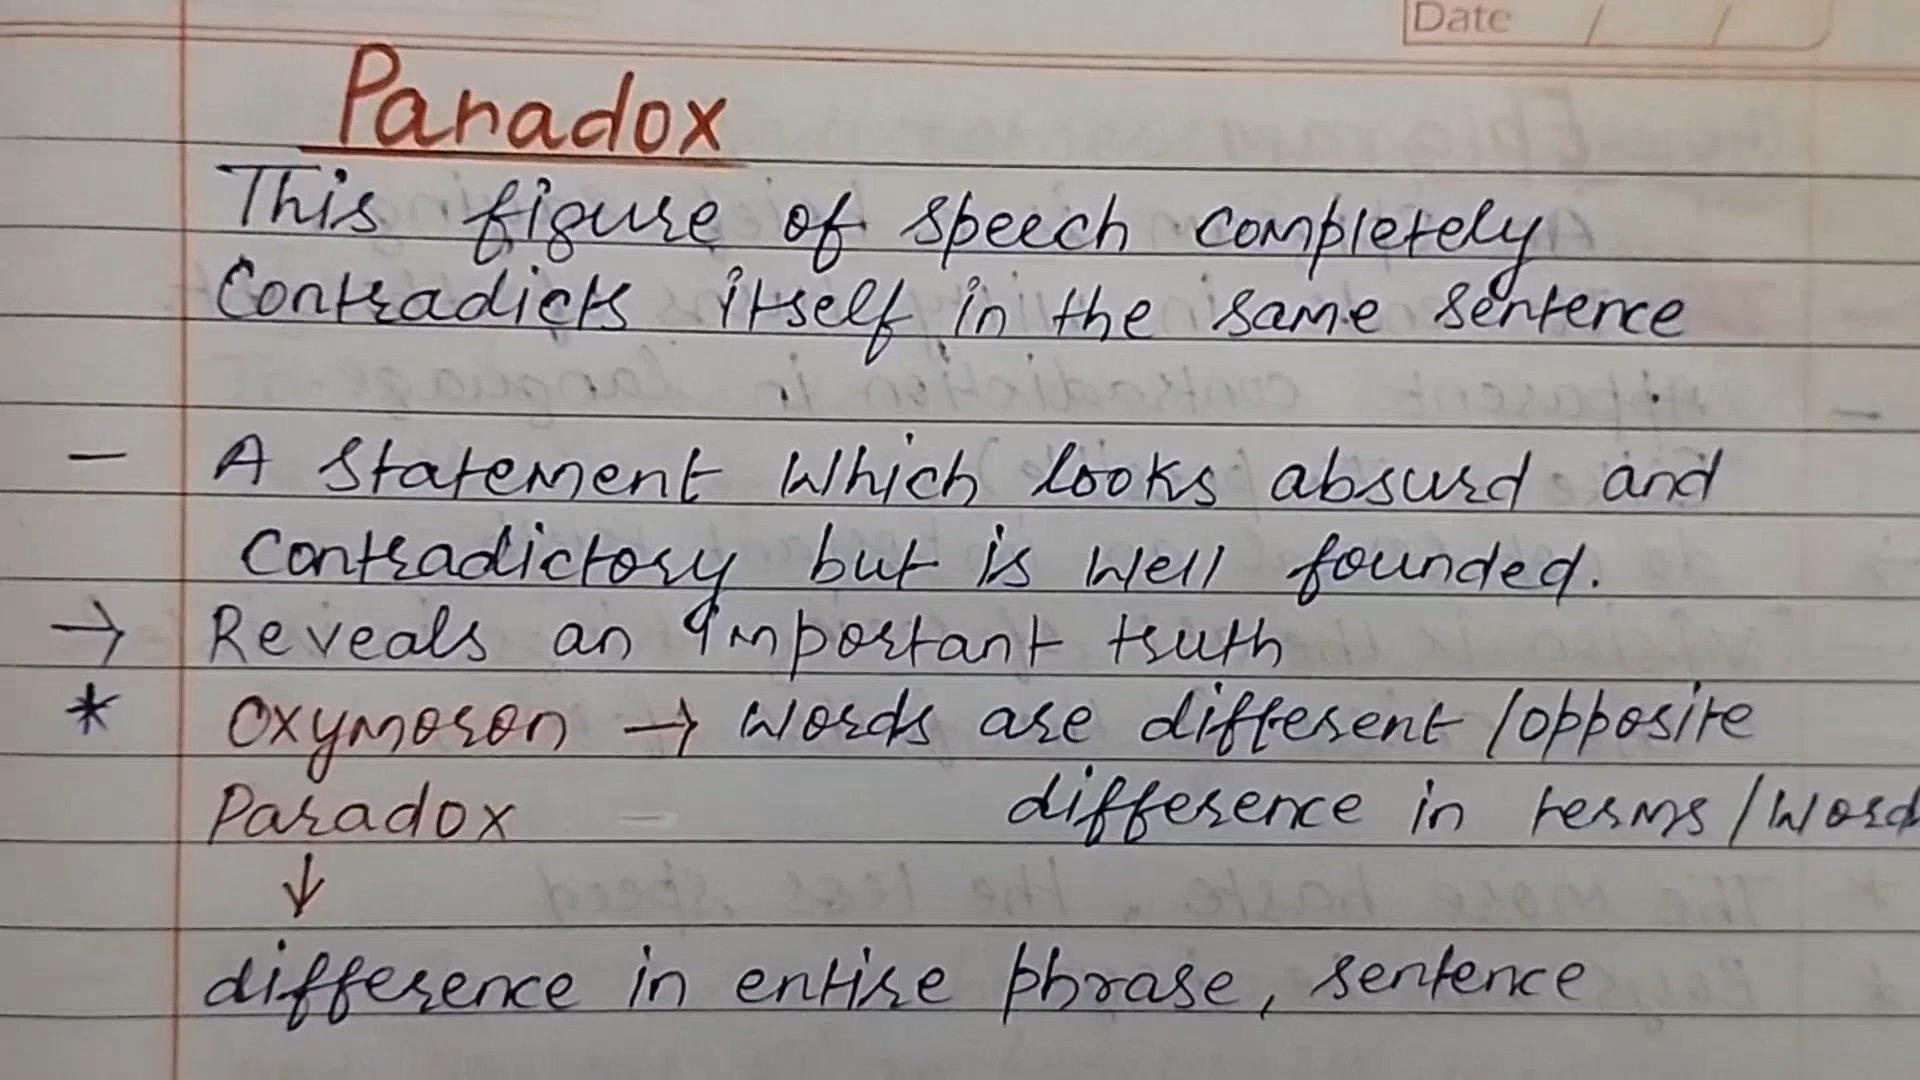 Date / /
Paradox
This figure of speech completely
Contradicts itself in the same sentence
- A statement which looks absurd and
Contradictory but is well founded.
→ Reveals an important truth
* Oxymoron → words are different /opposite
Paradox - difference in terms/word
↓
difference in entire phrase, sentence